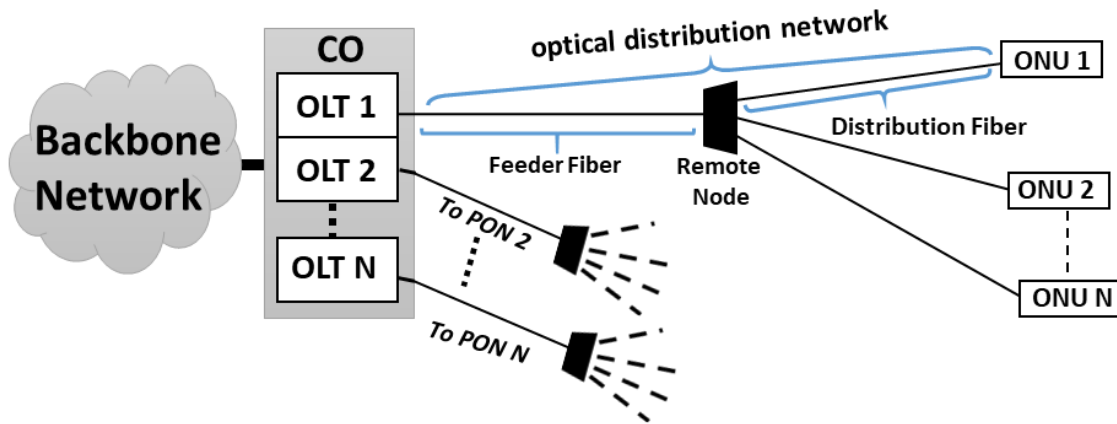 Backbone
Network
CO
OLT 1
OLT 2
OLT N
optical distribution network
Feeder Fiber
Remote
Node
Distribution Fiber
To PON 2
To PON N
ONU 1
ONU 2
ONU N